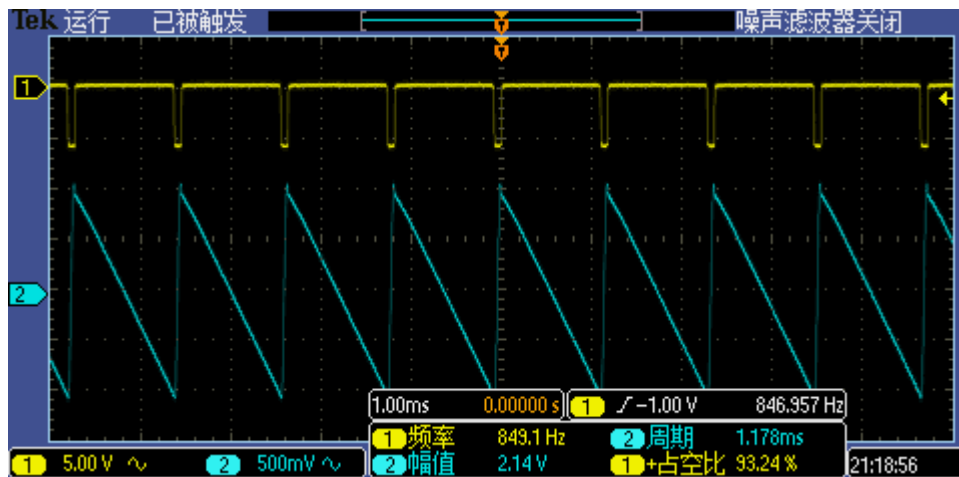 Tek 运行 已被触发 噪声滤波器关闭
T
T
1
2
1.00ms 0.00000 s 1 ∫ -1.00 V 846.957 Hz
1 频率 849.1 Hz 2 周期 1.178ms
2 幅值 2.14 V 1 +占空比 93.24 %
1 5.00 V ∿ 2 500mV ∿ 21:18:56